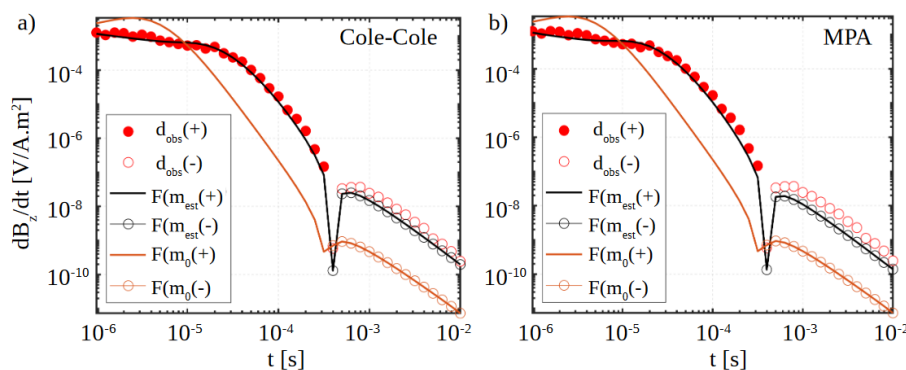 a)
Cole-Cole
dB_z/dt [V/A.m²]
10⁻⁴
10⁻⁶
10⁻⁸
10⁻¹⁰
d_obs(+)
d_obs(-)
F(m_est(+)
F(m_est(-)
F(m_0(+)
F(m_0(-)
10⁻⁶ 10⁻⁵ 10⁻⁴ 10⁻³ 10⁻²
t [s]
b)
MPA
10⁻⁴
10⁻⁶
10⁻⁸
10⁻¹⁰
d_obs(+)
d_obs(-)
F(m_est(+)
F(m_est(-)
F(m_0(+)
F(m_0(-)
10⁻⁶ 10⁻⁵ 10⁻⁴ 10⁻³ 10⁻²
t [s]